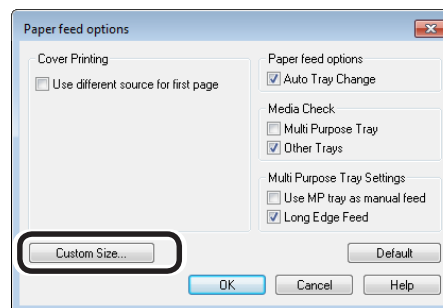 Paper feed options
Cover Printing
Use different source for first page
Paper feed options
Auto Tray Change
Media Check
Multi Purpose Tray
Other Trays
Multi Purpose Tray Settings
Use MP tray as manual feed
Long Edge Feed
Custom Size...
Default
OK
Cancel
Help